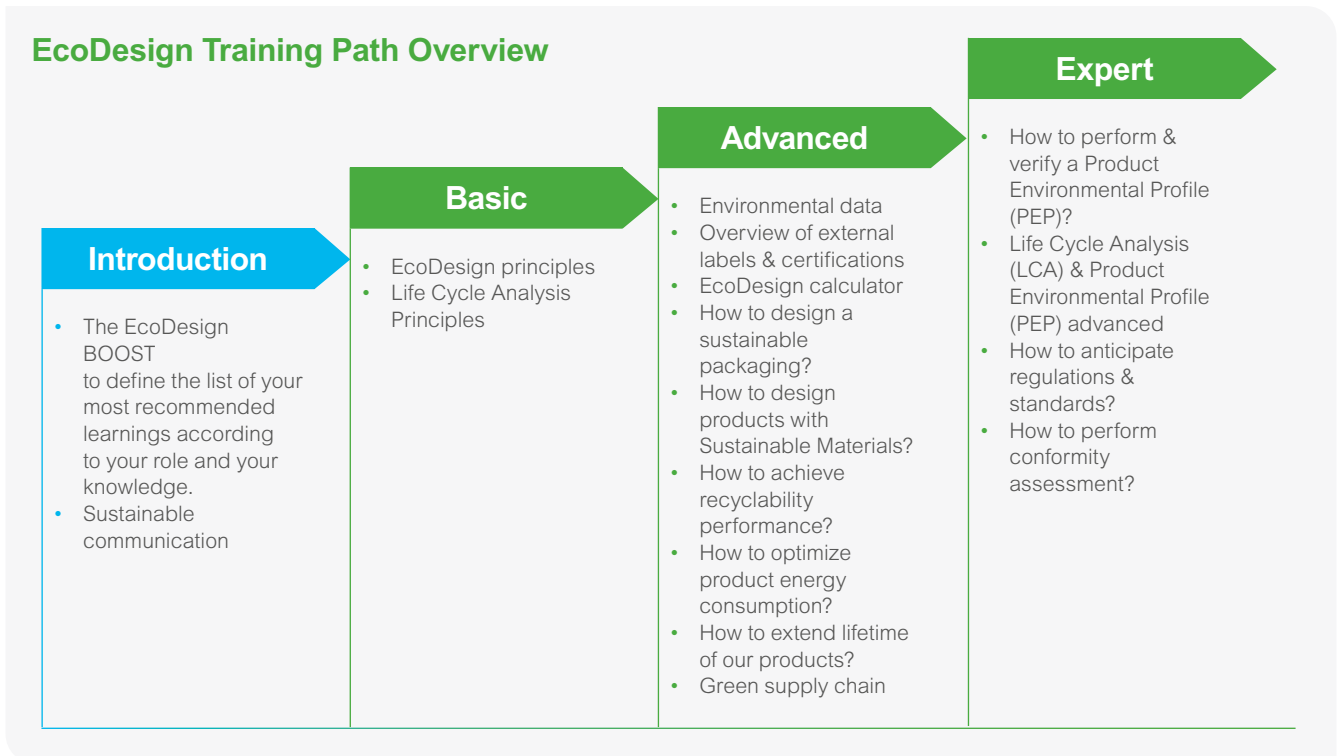 EcoDesign Training Path Overview
Introduction
• The EcoDesign
BOOST
to define the list of your
most recommended
learnings according
to your role and your
knowledge.
• Sustainable
communication
Basic
• EcoDesign principles
• Life Cycle Analysis
Principles
Advanced
• Environmental data
• Overview of external
labels & certifications
• EcoDesign calculator
• How to design a
sustainable
packaging?
• How to design
products with
Sustainable Materials?
• How to achieve
recyclability
performance?
• How to optimize
product energy
consumption?
• How to extend lifetime
of our products?
• Green supply chain
Expert
• How to perform &
verify a Product
Environmental Profile
(PEP)?
• Life Cycle Analysis
(LCA) & Product
Environmental Profile
(PEP) advanced
• How to anticipate
regulations &
standards?
• How to perform
conformity
assessment?